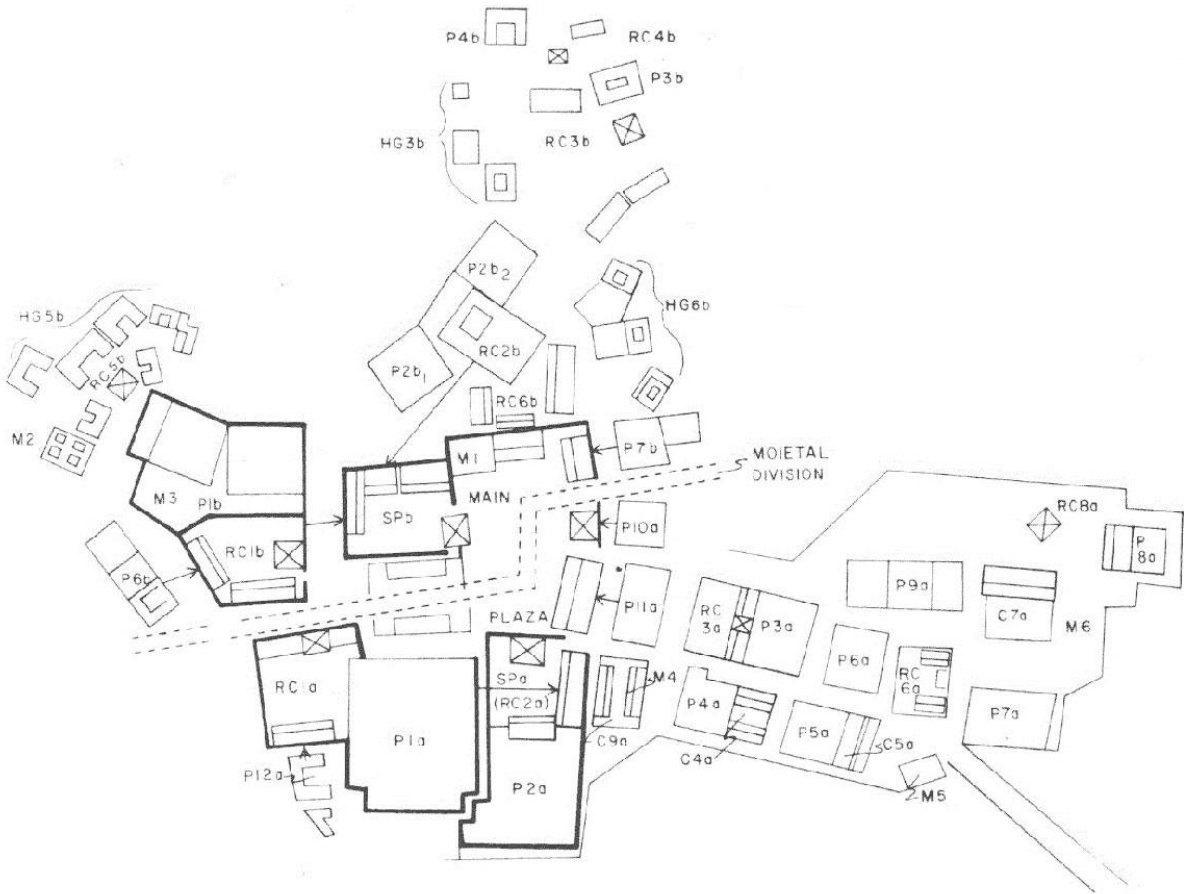 P4b
RC4b
P3b
HG3b
RC3b
P2b₂
HG5b
HG6b
RC2b
P2b₁
RC5b
RC6b
M2
M1
P7b
MOIETAL
DIVISION
M3
P1b
SPb
MAIN
RC8a
P10a
RC1b
P
8a
P6b
P9a
C7a
PLAZA
P11a
RC
3a
P3a
M6
P6a
RC1a
SPa
(RC2a)
M4
RC
6a
P4a
P7a
P1a
P5a
C5a
C9a
C4a
P12a
P2a
M5